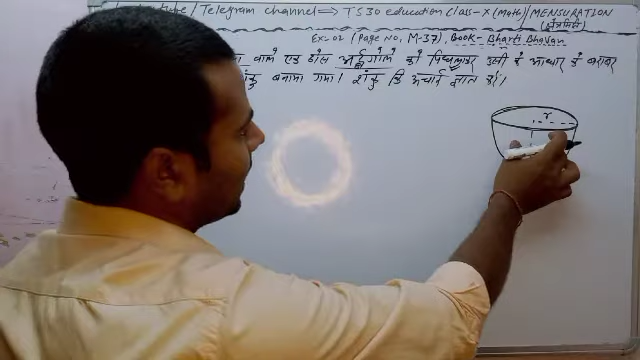 / Telegram channel ⇒ TS30 education Class-X (Math) / MENSURATION
(क्षेत्रमिति)
Ex-02 (Page No, M-37), Book- Bharti Bhawan
वाले एक ठोस अर्द्धगोले को पिघलाकर उसी के आधार के बराबर
बनाया गया। शंकु कि ऊँचाई ज्ञात करें।
r